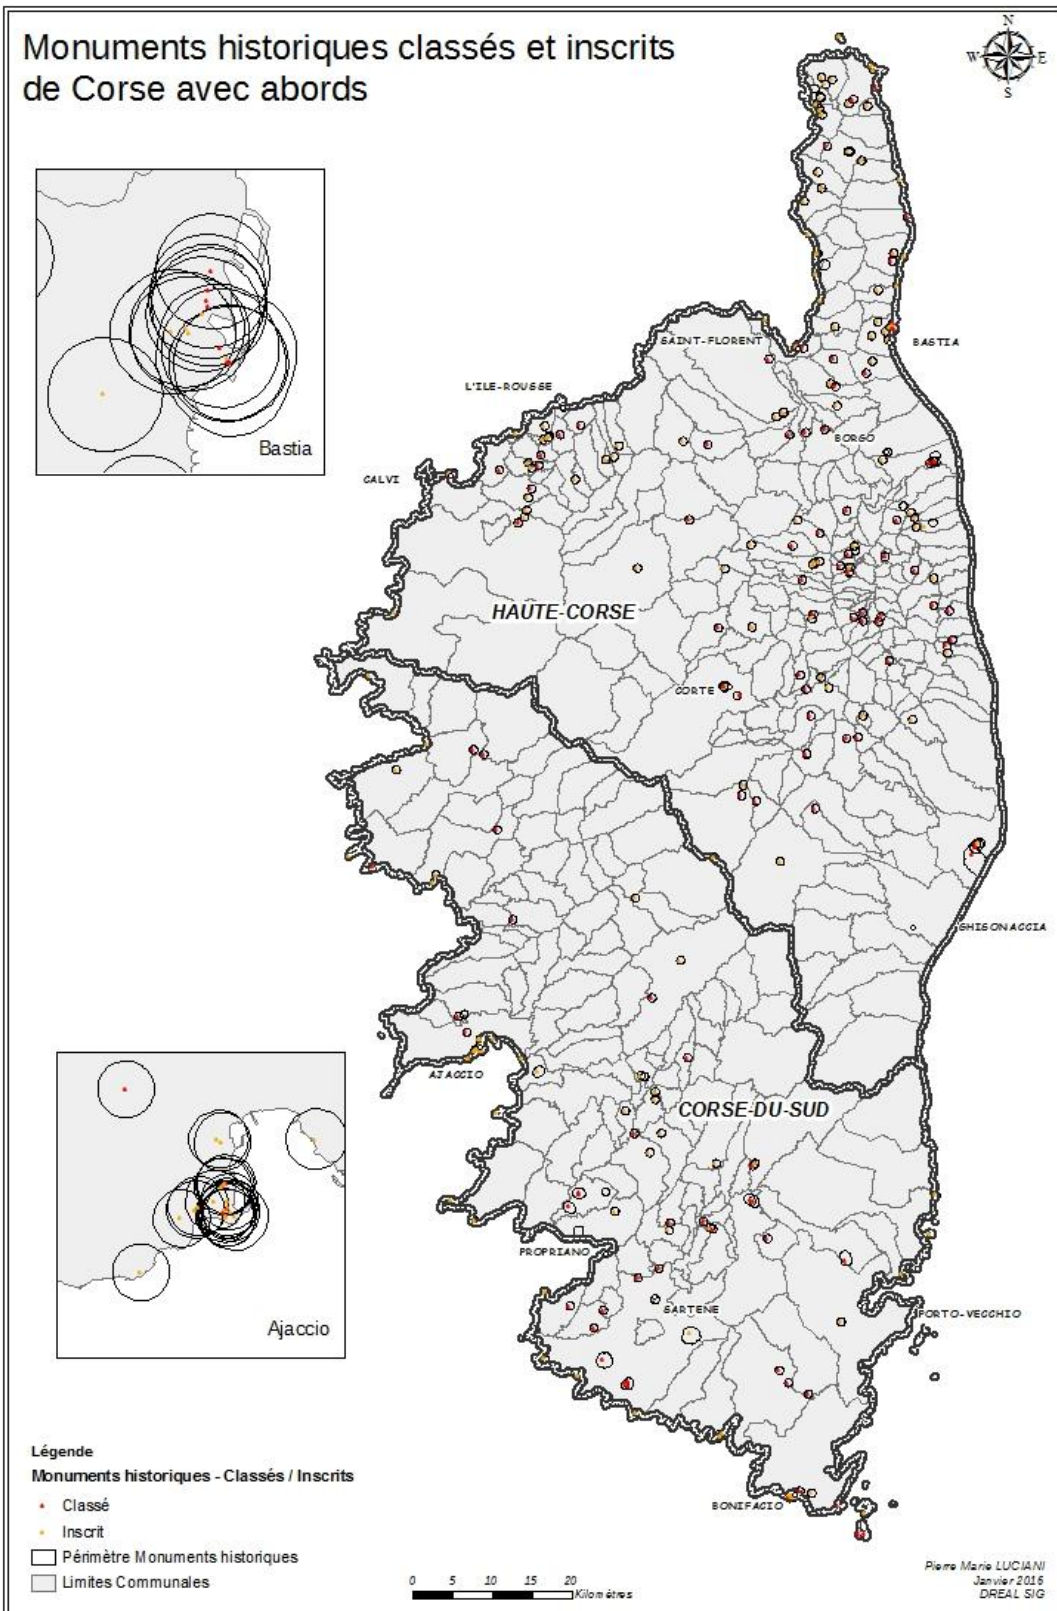 Monuments historiques classés et inscrits
de Corse avec abords
N
W
E
S
Bastia
SAINT-FLORENT
BASTIA
L'ILE-ROUSSE
BORGO
CALVI
HAUTE-CORSE
CORTE
GHISONACCIA
AJACCIO
CORSE-DU-SUD
PROPRIANO
SARTENE
PORTO-VECCHIO
BONIFACIO
Ajaccio
Légende
Monuments historiques - Classés / Inscrits
Classé
Inscrit
Périmètre Monuments historiques
Limites Communales
0 5 10 15 20
Kilomètres
Pierre Marie LUCIANI
Janvier 2016
DREAL SIG